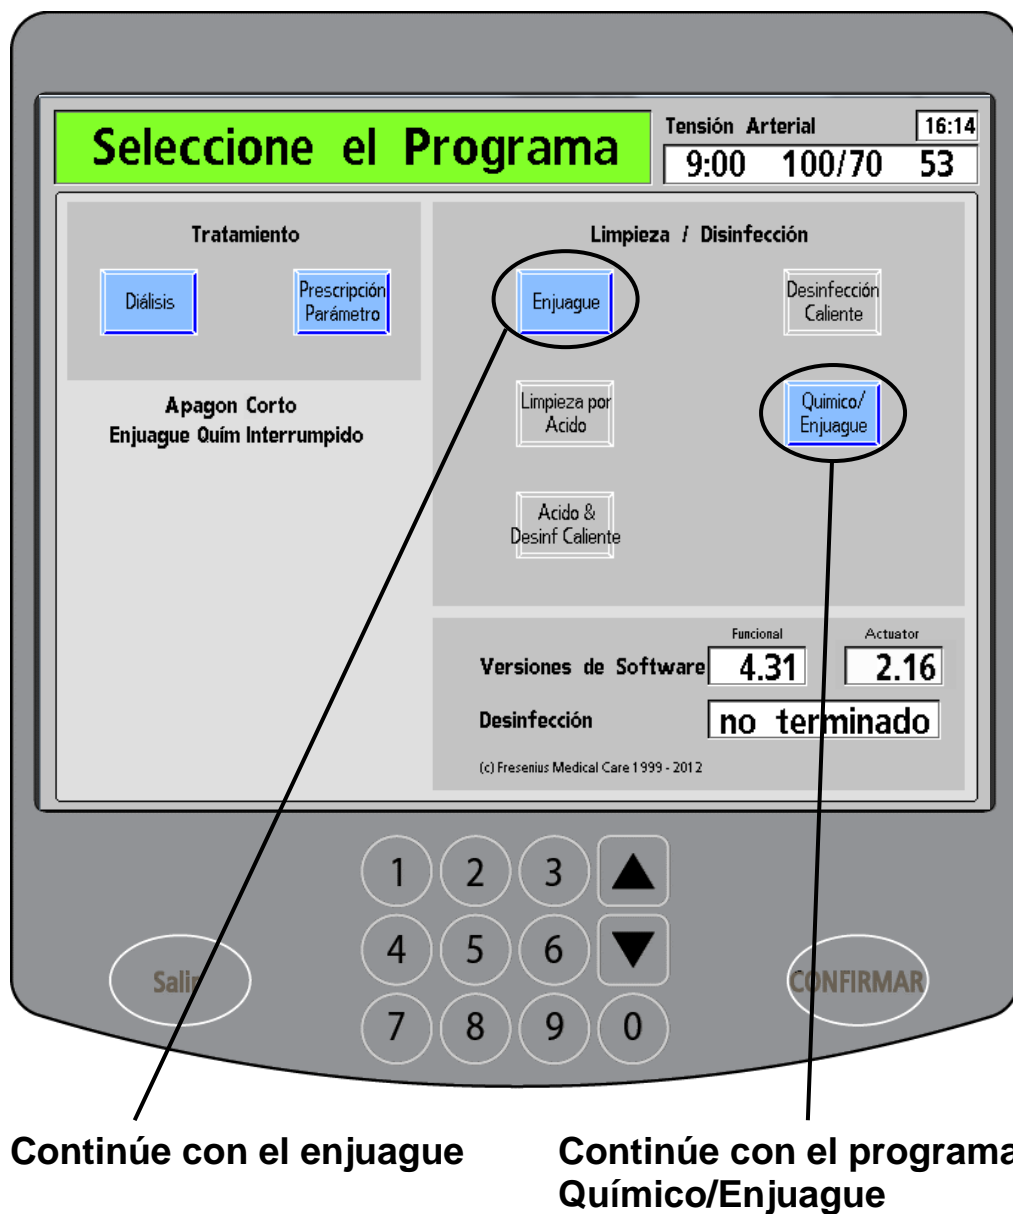 Seleccione el Programa
Tensión Arterial
16:14
9:00 100/70 53
Tratamiento
Diálisis
Prescripción
Parámetro
Apagon Corto
Enjuague Quím Interrumpido
Limpieza / Disinfección
Enjuague
Desinfección
Caliente
Limpieza por
Acido
Quimico/
Enjuague
Acido &
Desinf Caliente
Funcional
Actuator
Versiones de Software 4.31 2.16
Desinfección no terminado
(c) Fresenius Medical Care 1999 - 2012
1 2 3
4 5 6
7 8 9 0
Salir
CONFIRMAR
Continúe con el enjuague
Continúe con el programa
Químico/Enjuague